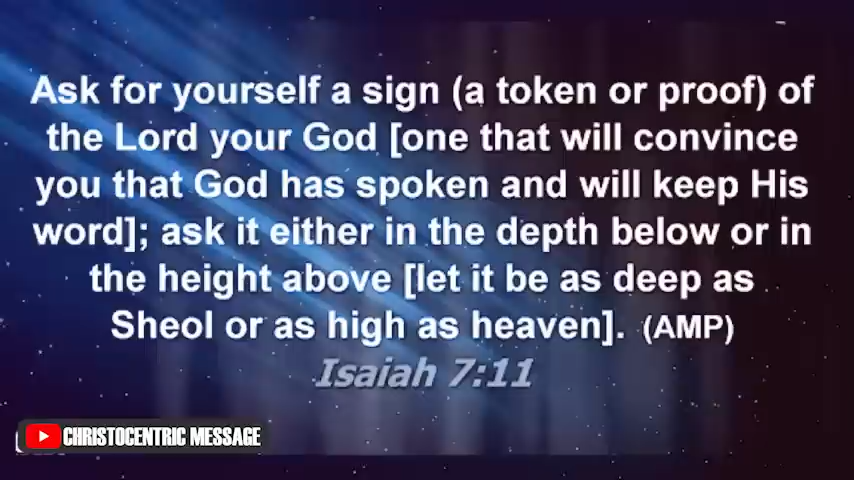 Ask for yourself a sign (a token or proof) of
the Lord your God [one that will convince
you that God has spoken and will keep His
word]; ask it either in the depth below or in
the height above [let it be as deep as
Sheol or as high as heaven]. (AMP)
Isaiah 7:11
CHRISTOCENTRIC MESSAGE